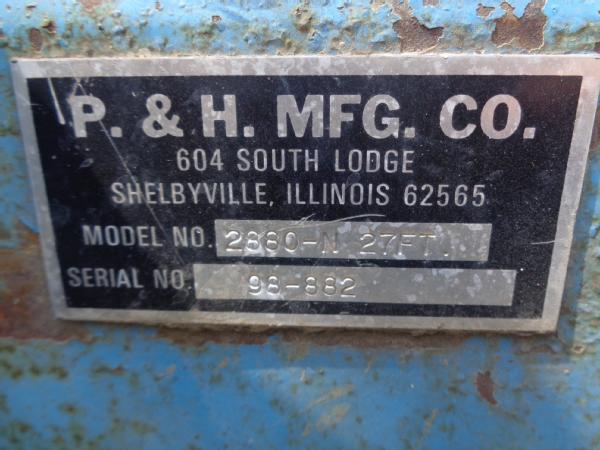 P. & H. MFG. CO.
604 SOUTH LODGE
SHELBYVILLE, ILLINOIS 62565
MODEL NO. 2880-N 27FT.
SERIAL NO. 98-882